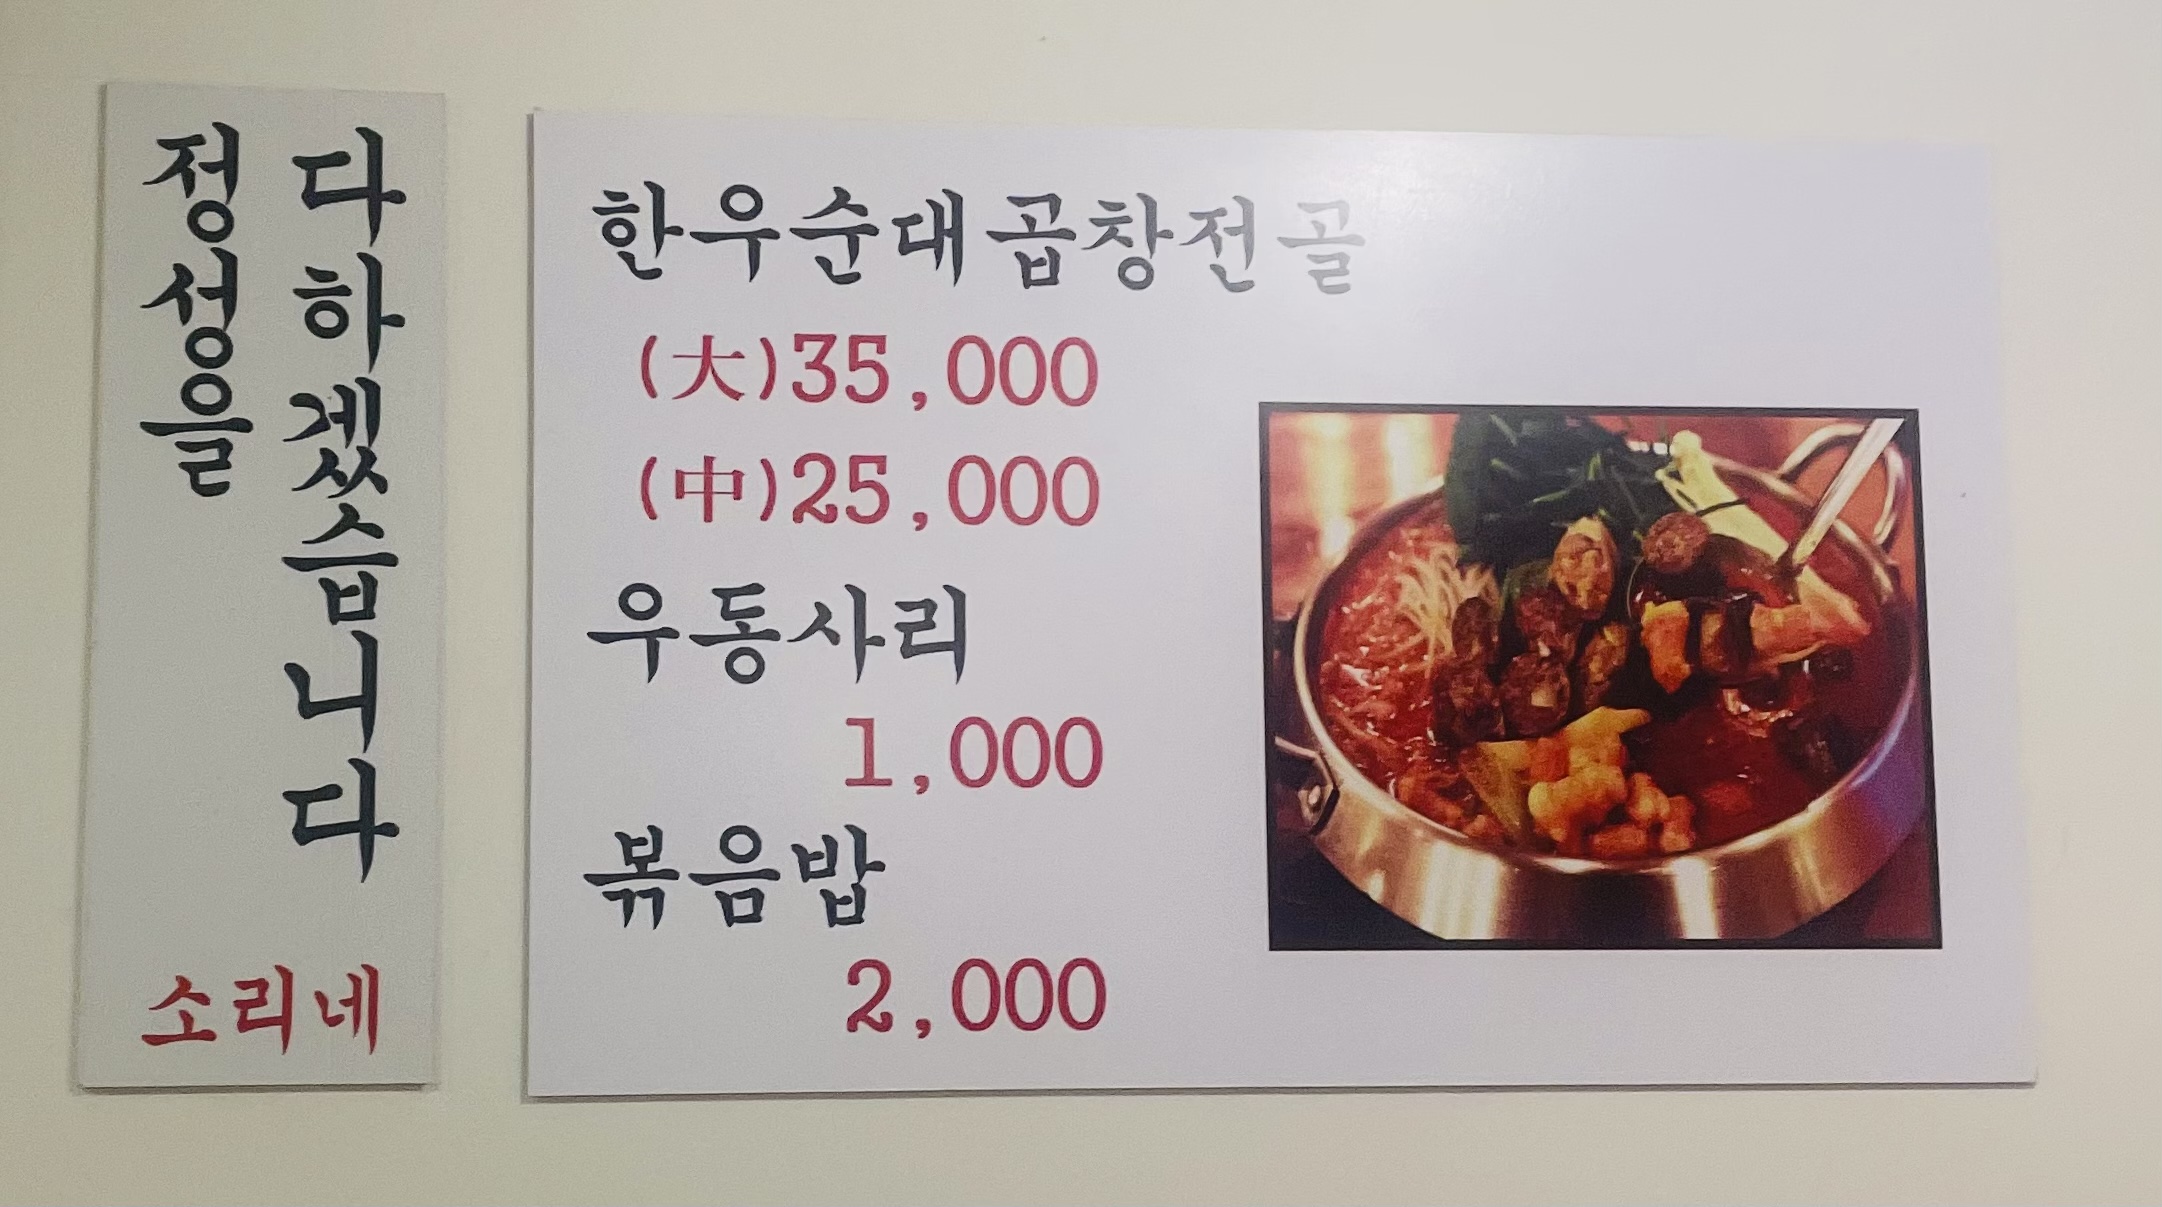 정성을
다하겠습니다
소리네
한우순대곱창전골
(大)35,000
(中)25,000
우동사리
1,000
볶음밥
2,000